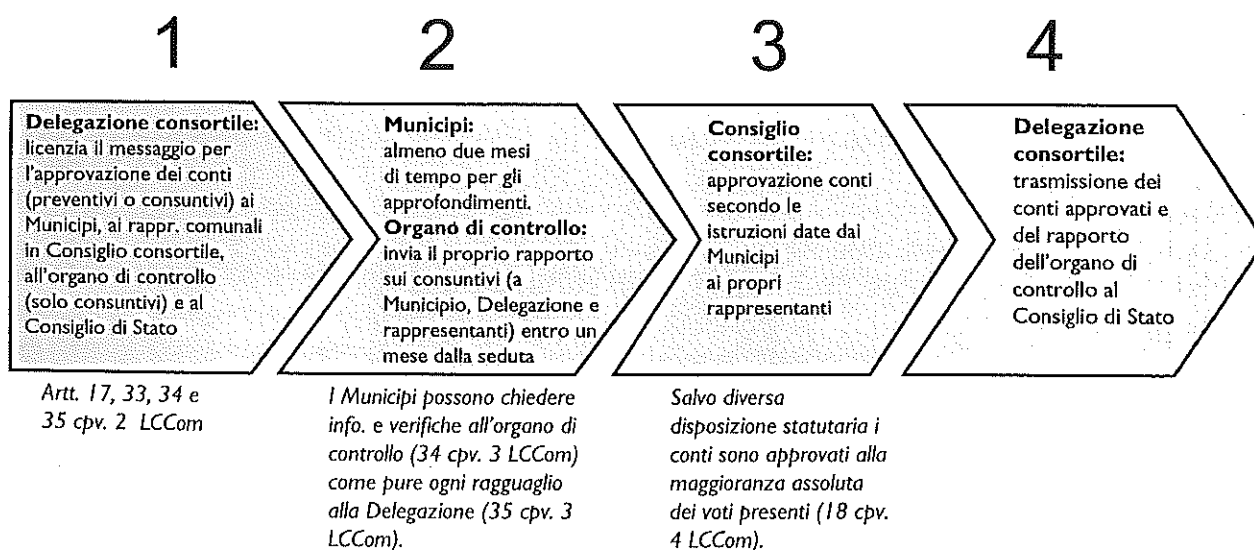 1
Delegazione consortile:
licenzia il messaggio per
l'approvazione dei conti
(preventivi o consuntivi) ai
Municipi, ai rappr. comunali
in Consiglio consortile,
all'organo di controllo
(solo consuntivi) e al
Consiglio di Stato
Artt. 17, 33, 34 e
35 cpv. 2 LCCom
2
Municipi:
almeno due mesi
di tempo per gli
approfondimenti.
Organo di controllo:
invia il proprio rapporto
sui consuntivi (a
Municipio, Delegazione e
rappresentanti) entro un
mese dalla seduta
I Municipi possono chiedere
info. e verifiche all'organo di
controllo (34 cpv. 3 LCCom)
come pure ogni ragguaglio
alla Delegazione (35 cpv. 3
LCCom).
3
Consiglio
consortile:
approvazione conti
secondo le
istruzioni date dai
Municipi
ai propri
rappresentanti
Salvo diversa
disposizione statutaria i
conti sono approvati alla
maggioranza assoluta
dei voti presenti (18 cpv.
4 LCCom).
4
Delegazione
consortile:
trasmissione dei
conti approvati e
del rapporto
dell'organo di
controllo al
Consiglio di Stato